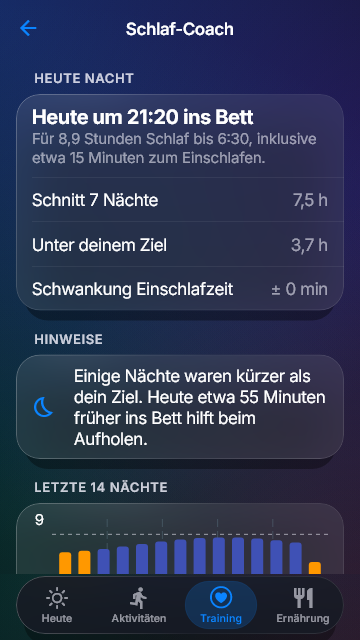 Schlaf-Coach
HEUTE NACHT
Heute um 21:20 ins Bett
Für 8,9 Stunden Schlaf bis 6:30, inklusive
etwa 15 Minuten zum Einschlafen.
Schnitt 7 Nächte 7,5 h
Unter deinem Ziel 3,7 h
Schwankung Einschlafzeit ± 0 min
HINWEISE
Einige Nächte waren kürzer als
dein Ziel. Heute etwa 55 Minuten
früher ins Bett hilft beim
Aufholen.
LETZTE 14 NÄCHTE
9
Heute Aktivitäten Training Ernährung